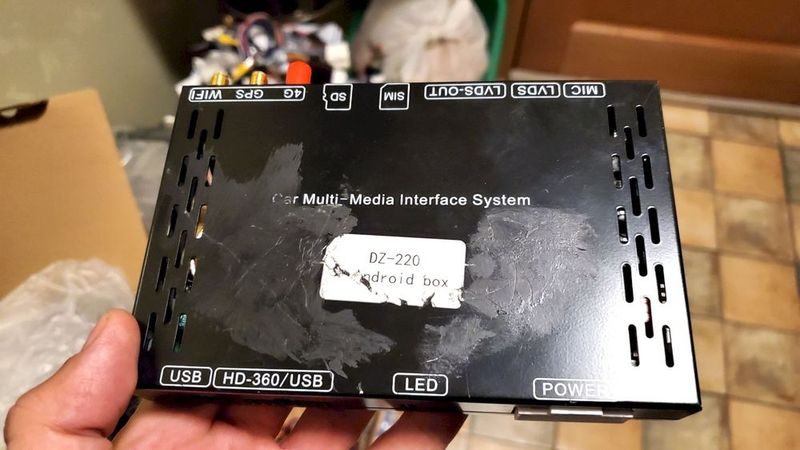 WIFI GPS 4G SD SIM LVDS-OUT LVDS MIC
Car Multi-Media Interface System
DZ-220
android box
USB HD-360/USB LED POWER